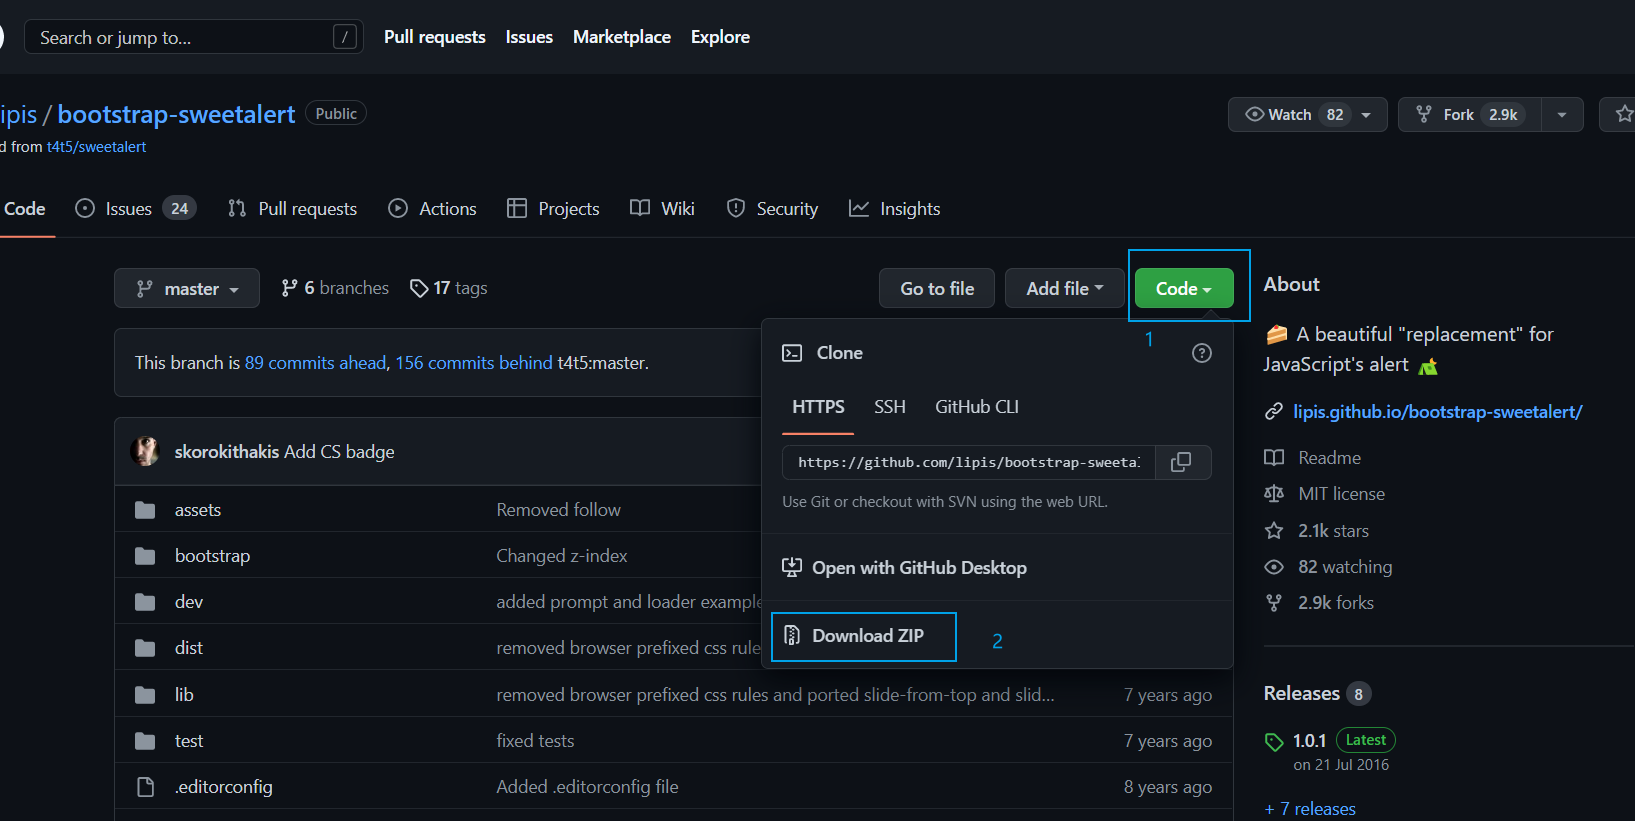 Search or jump to... /
Pull requests Issues Marketplace Explore
ipis / bootstrap-sweetalert Public
Watch 82 Fork 2.9k
d from t4t5/sweetalert
Code Issues 24 Pull requests Actions Projects Wiki Security Insights
master 6 branches 17 tags
Go to file Add file Code
1
This branch is 89 commits ahead, 156 commits behind t4t5:master.
skorokithakis Add CS badge
assets Removed follow
bootstrap Changed z-index
dev added prompt and loader example
dist removed browser prefixed css rule
lib removed browser prefixed css rules and ported slide-from-top and slid... 7 years ago
test fixed tests 7 years ago
.editorconfig Added .editorconfig file 8 years ago
Clone
HTTPS SSH GitHub CLI
https://github.com/lipis/bootstrap-sweetal
Use Git or checkout with SVN using the web URL.
Open with GitHub Desktop
Download ZIP 2
About
A beautiful "replacement" for
JavaScript's alert
lipis.github.io/bootstrap-sweetalert/
Readme
MIT license
2.1k stars
82 watching
2.9k forks
Releases 8
1.0.1 Latest
on 21 Jul 2016
+ 7 releases